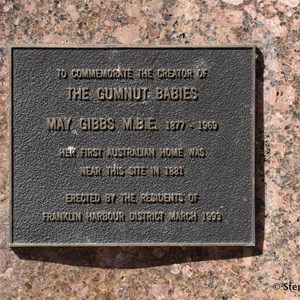 TO COMMEMORATE THE CREATOR OF
THE GUMNUT BABIES
MAY GIBBS M.B.E. 1877 - 1969
HER FIRST AUSTRALIAN HOME WAS
NEAR THIS SITE IN 1881
ERECTED BY THE RESIDENTS OF
FRANKLIN HARBOUR DISTRICT MARCH 1993
© Step